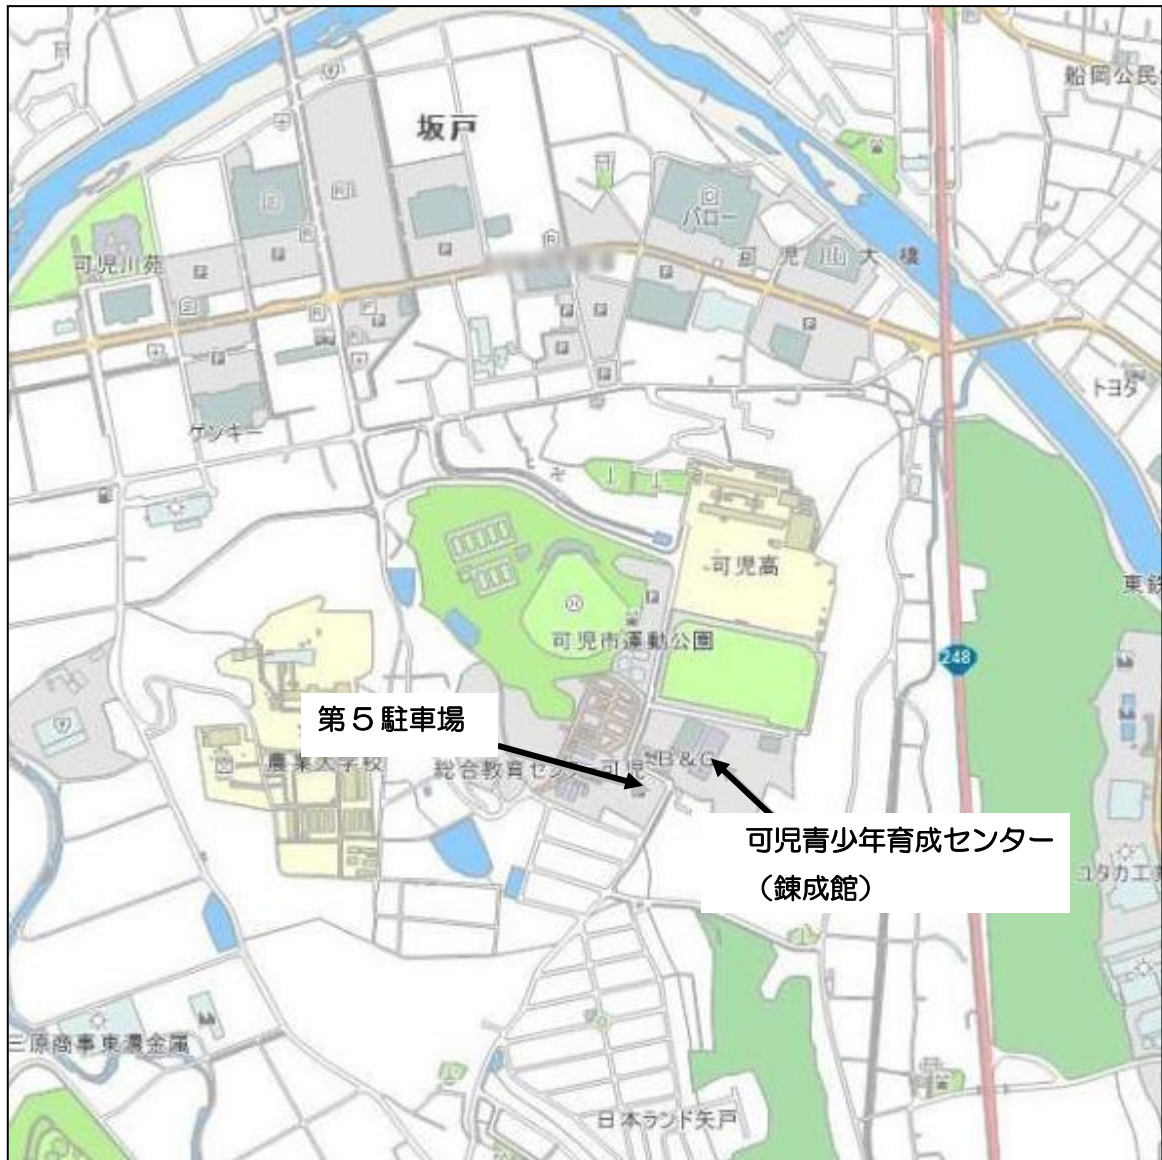 船岡公民
坂戸
バロー
可児川大橋
可児川苑
トヨタ
ゲンキー
可児高
東鉄
可児市運動公園
248
第5駐車場
農業大学校
総合教育センター可児
B&G
可児青少年育成センター
(錬成館)
ユタカ工
三原商事東濃金属
日本ランド矢戸